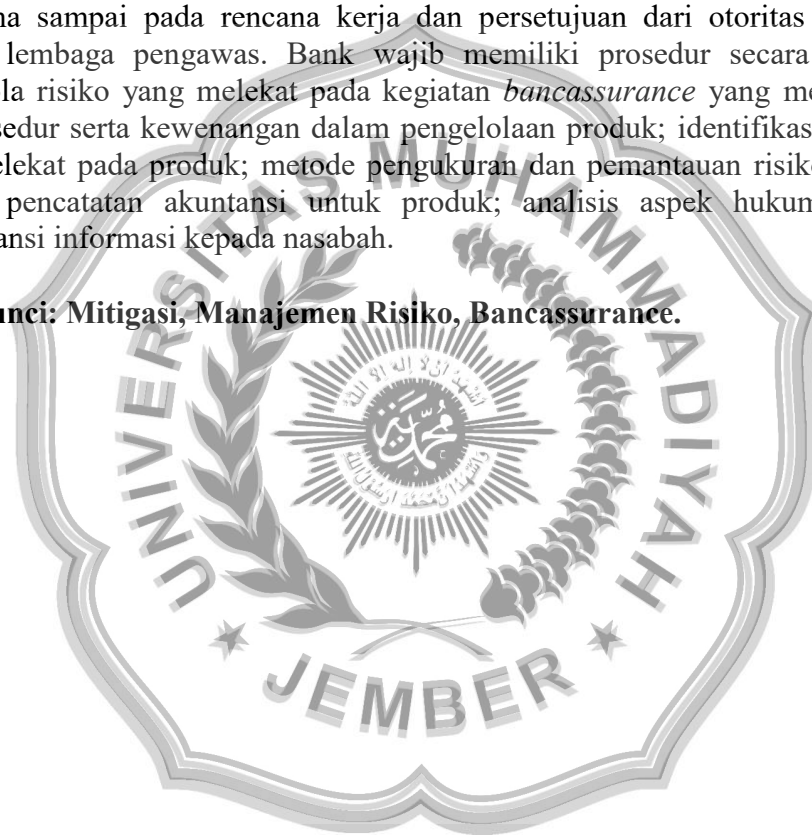 na sampai pada rencana kerja dan persetujuan dari otoritas
lembaga pengawas. Bank wajib memiliki prosedur secara
ola risiko yang melekat pada kegiatan bancassurance yang me
sedur serta kewenangan dalam pengelolaan produk; identifikas
elekat pada produk; metode pengukuran dan pemantauan risiko
pencatatan akuntansi untuk produk; analisis aspek hukum
ansi informasi kepada nasabah.
unci: Mitigasi, Manajemen Risiko, Bancassurance.
UNIVERSITAS MUHAMMADIYAH
JEMBER